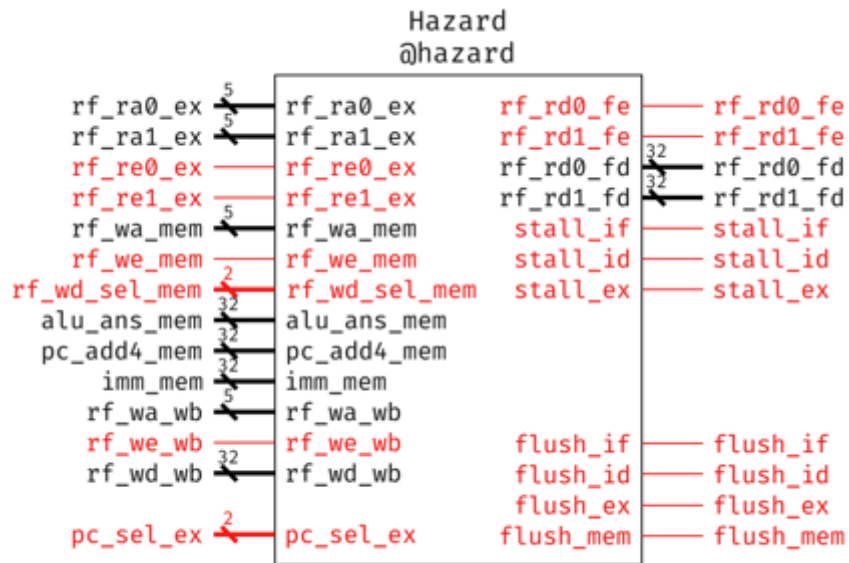 Hazard
@hazard
rf_ra0_ex 5 rf_ra0_ex rf_rd0_fe rf_rd0_fe
rf_ra1_ex 5 rf_ra1_ex rf_rd1_fe rf_rd1_fe
rf_re0_ex rf_re0_ex rf_rd0_fd 32 rf_rd0_fd
rf_re1_ex rf_re1_ex rf_rd1_fd 32 rf_rd1_fd
rf_wa_mem 5 rf_wa_mem stall_if stall_if
rf_we_mem rf_we_mem stall_id stall_id
rf_wd_sel_mem 2 rf_wd_sel_mem stall_ex stall_ex
alu_ans_mem 32 alu_ans_mem
pc_add4_mem 32 pc_add4_mem
imm_mem 32 imm_mem
rf_wa_wb 5 rf_wa_wb
rf_we_wb rf_we_wb flush_if flush_if
rf_wd_wb 32 rf_wd_wb flush_id flush_id
flush_ex flush_ex
pc_sel_ex 2 pc_sel_ex flush_mem flush_mem